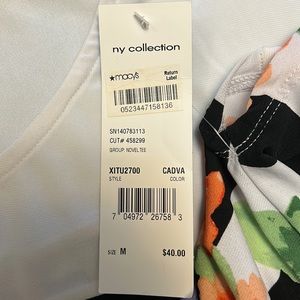 ny collection
★macy's Return
Label
0523447158136
SN140783113
CUT# 458299
GROUP: NOVEL TEE
XITU2700 CADVA
STYLE COLOR
7 04972 26758 3
SIZE M $40.00